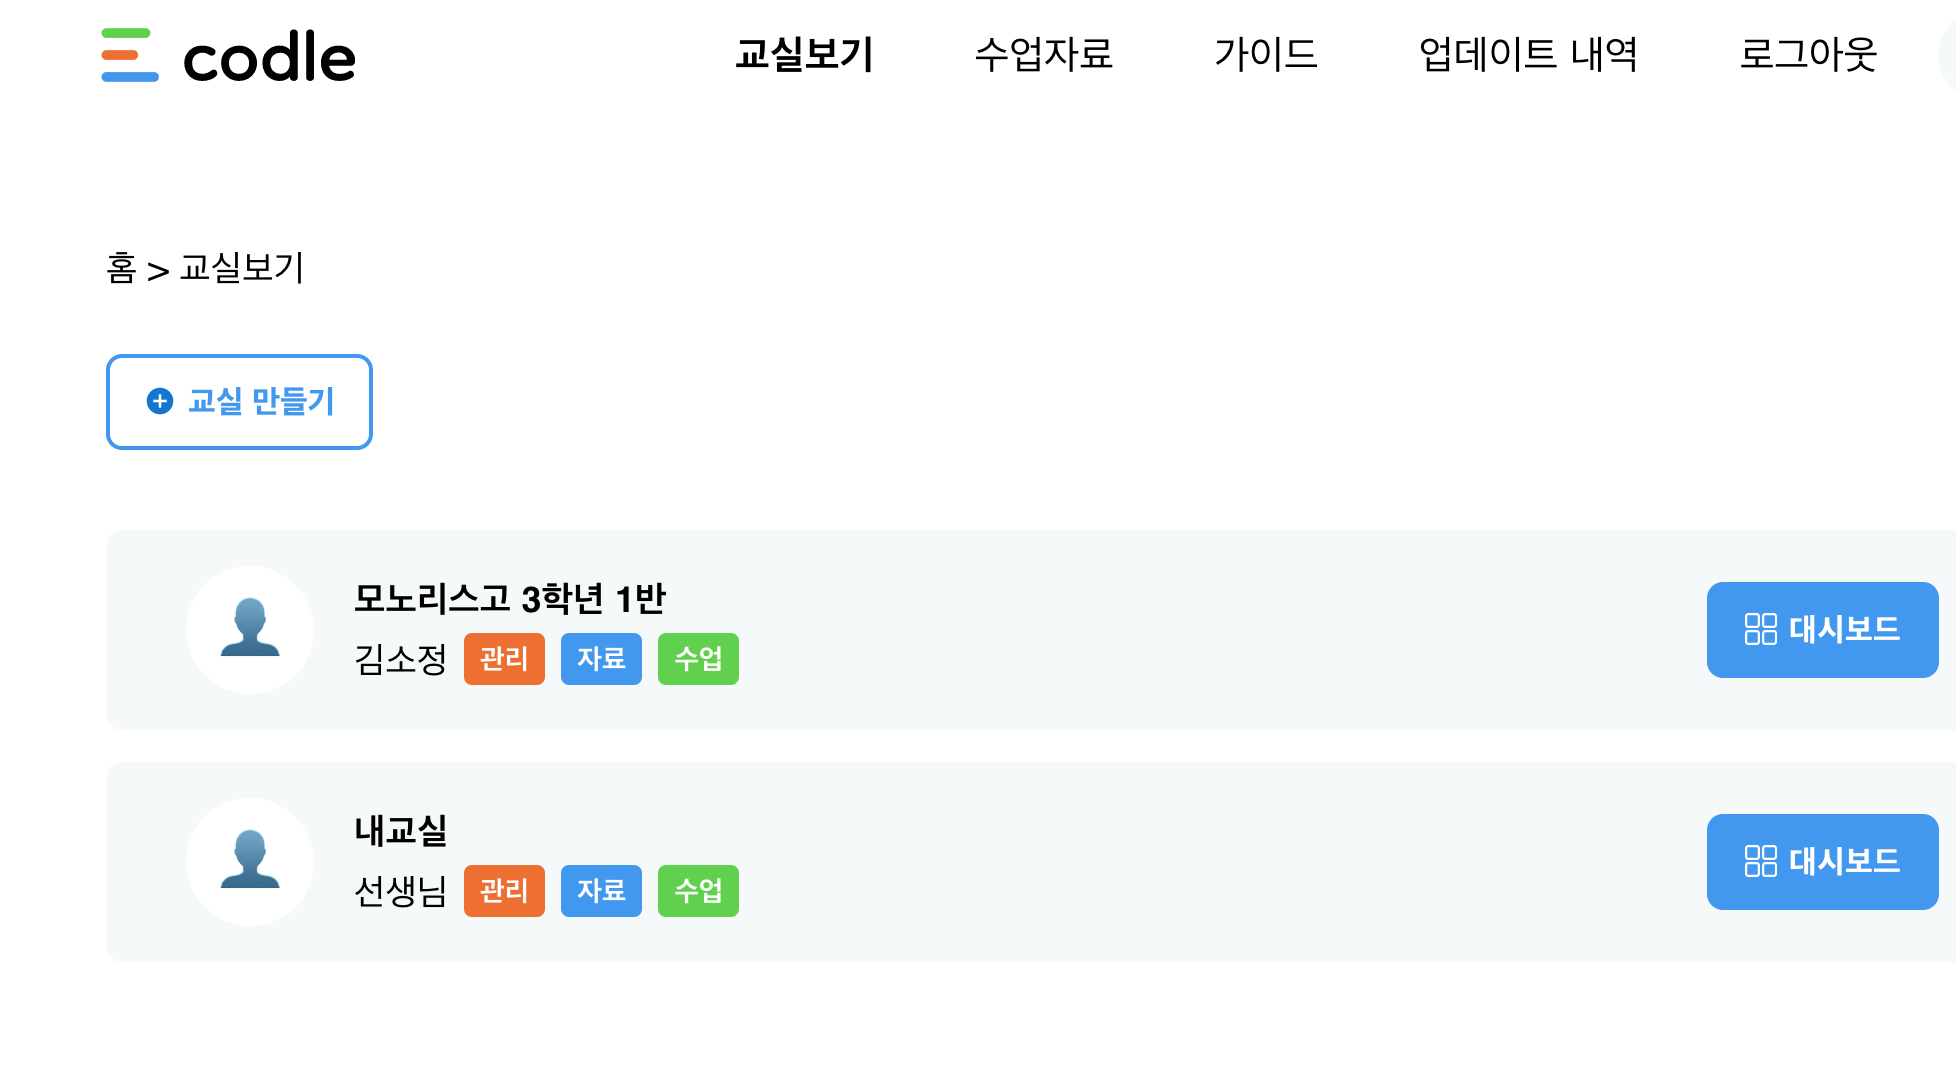 codle 교실보기 수업자료 가이드 업데이트 내역 로그아웃
홈 > 교실보기
교실 만들기
모노리스고 3학년 1반
김소정 관리 자료 수업
대시보드
내교실
선생님 관리 자료 수업
대시보드